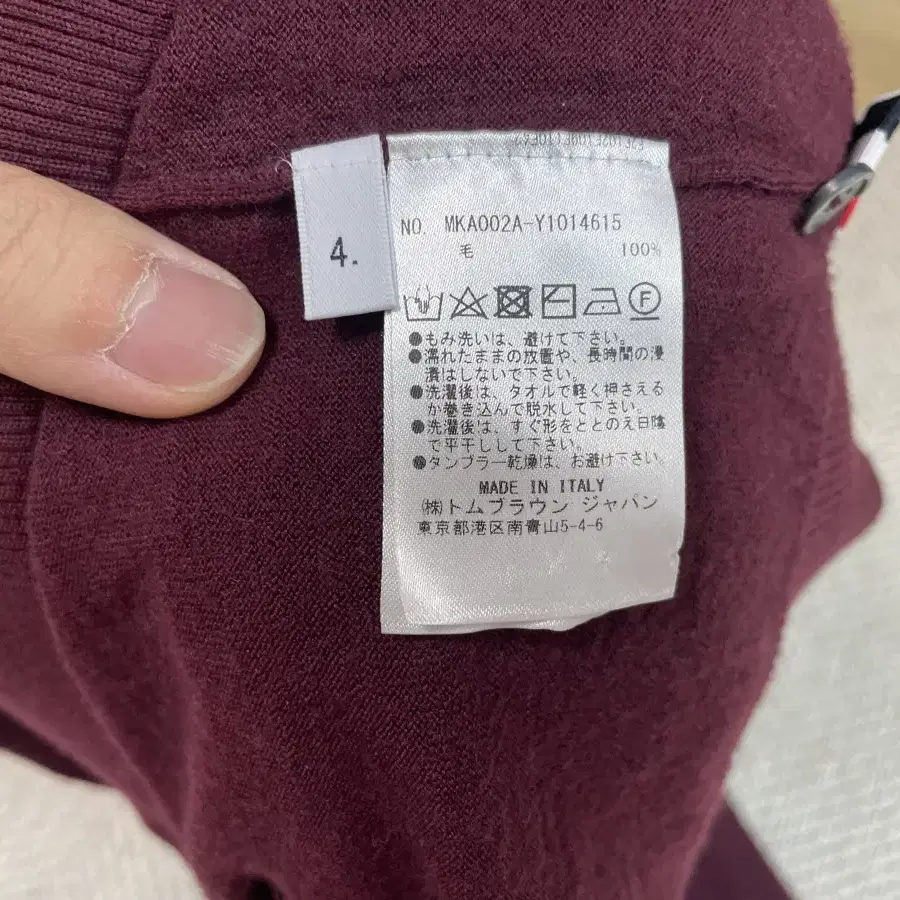 4.
NO. MKA002A-Y1014615
毛 100%
F
●もみ洗いは、避けて下さい。
●濡れたままの放置や、長時間の浸
漬はしないで下さい。
●洗濯後は、タオルで軽く押さえる
か巻き込んで脱水して下さい。
●洗濯後は、すぐ形をととのえ日陰
で平干しして下さい。
●タンブラー乾燥は、お避け下さい。
MADE IN ITALY
(株)トムブラウン ジャパン
東京都港区南青山5-4-6